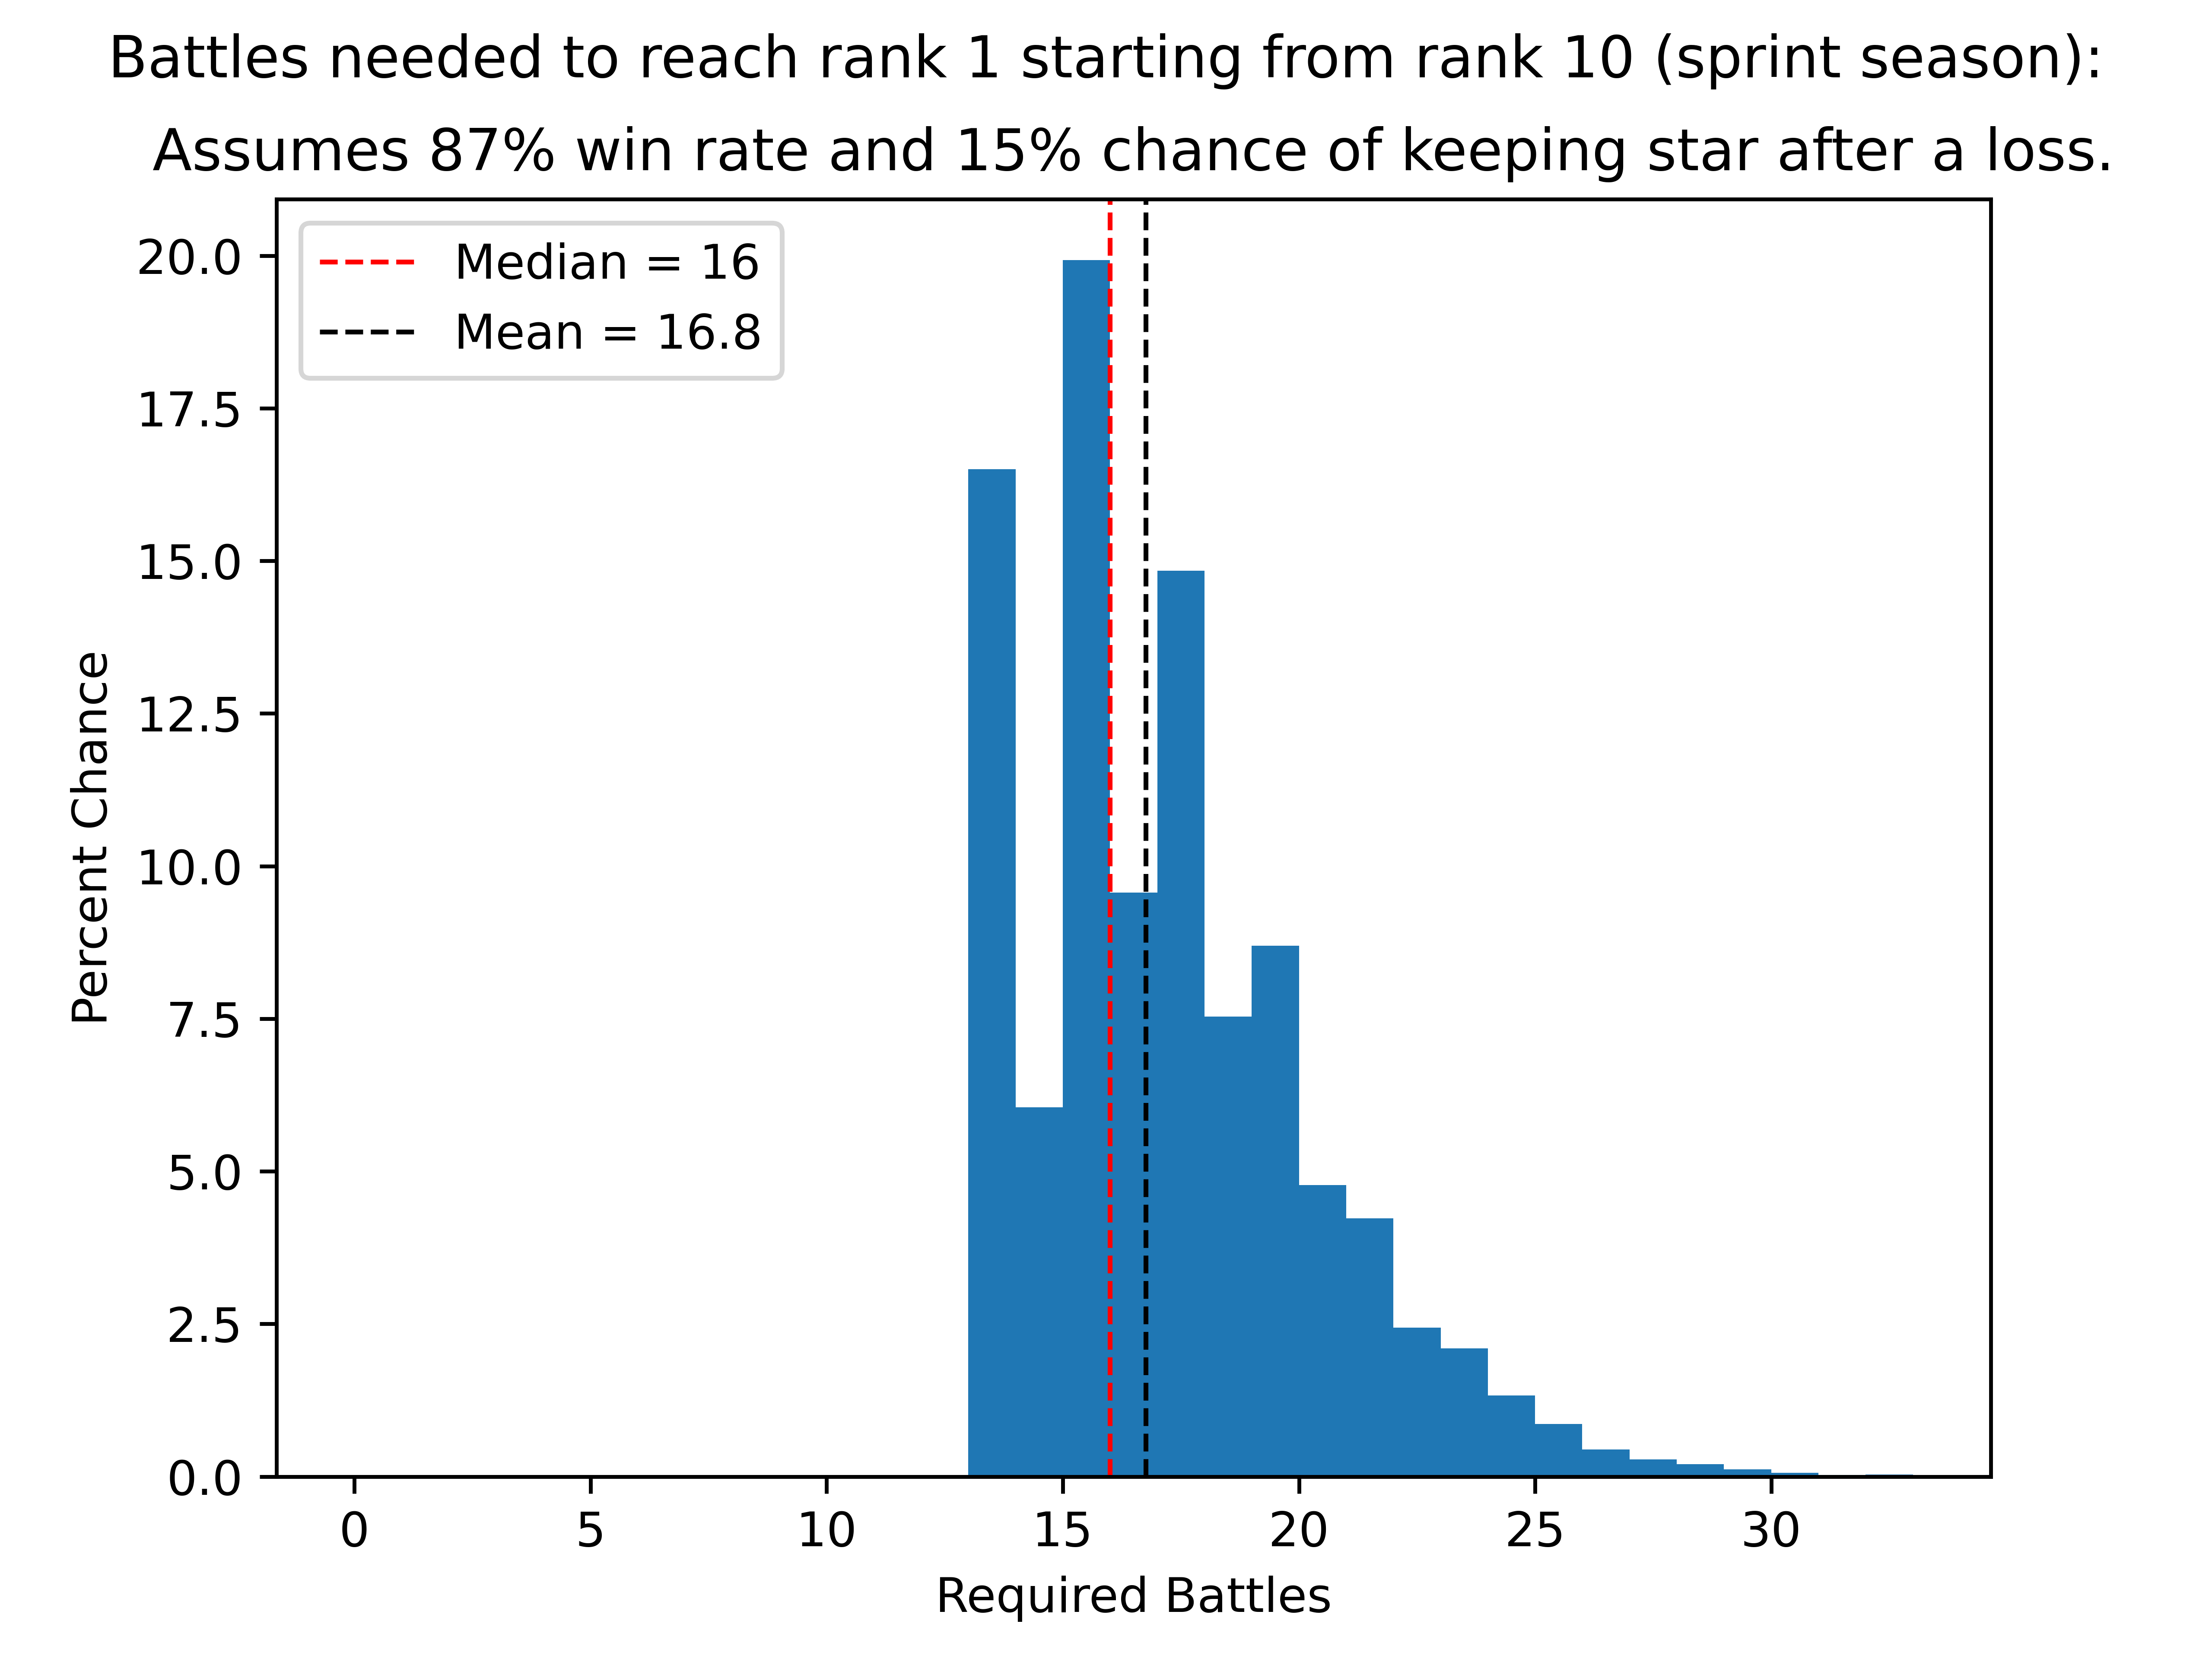 Battles needed to reach rank 1 starting from rank 10 (sprint season):
Assumes 87% win rate and 15% chance of keeping star after a loss.
Median = 16
Mean = 16.8
Percent Chance
20.0
17.5
15.0
12.5
10.0
7.5
5.0
2.5
0.0
0 5 10 15 20 25 30
Required Battles